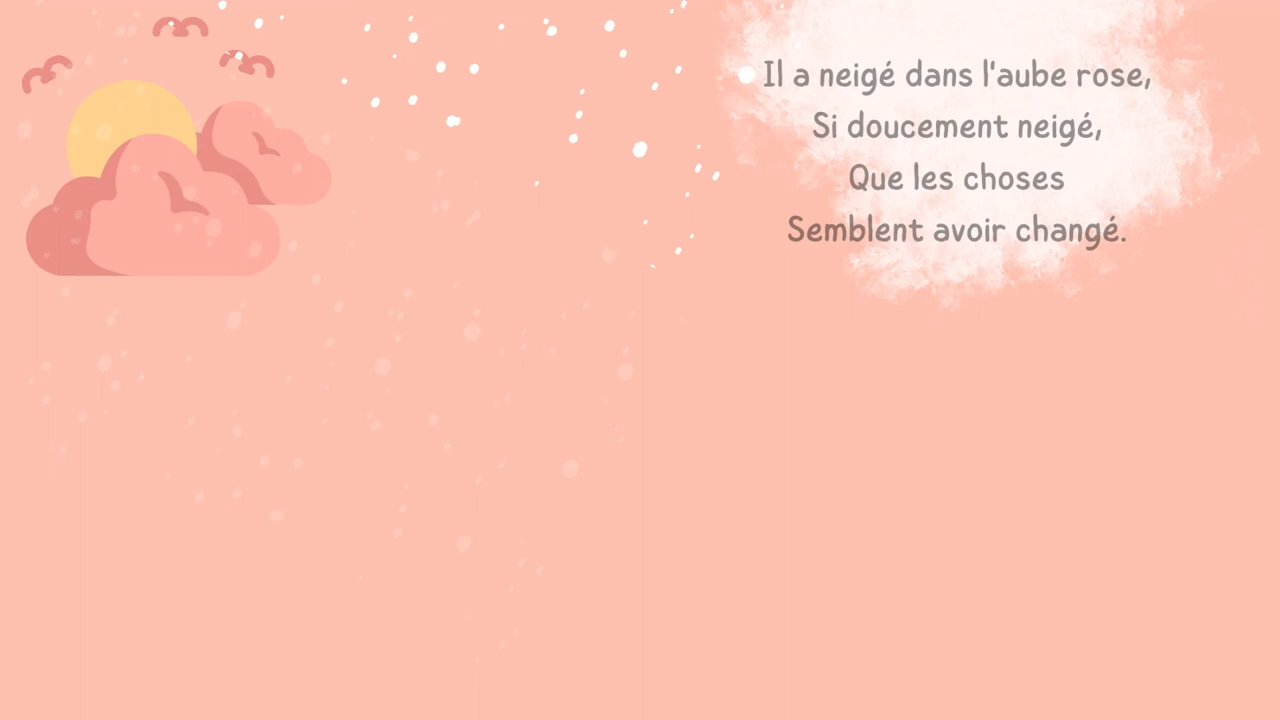 Il a neigé dans l'aube rose,
Si doucement neigé,
Que les choses
Semblent avoir changé.